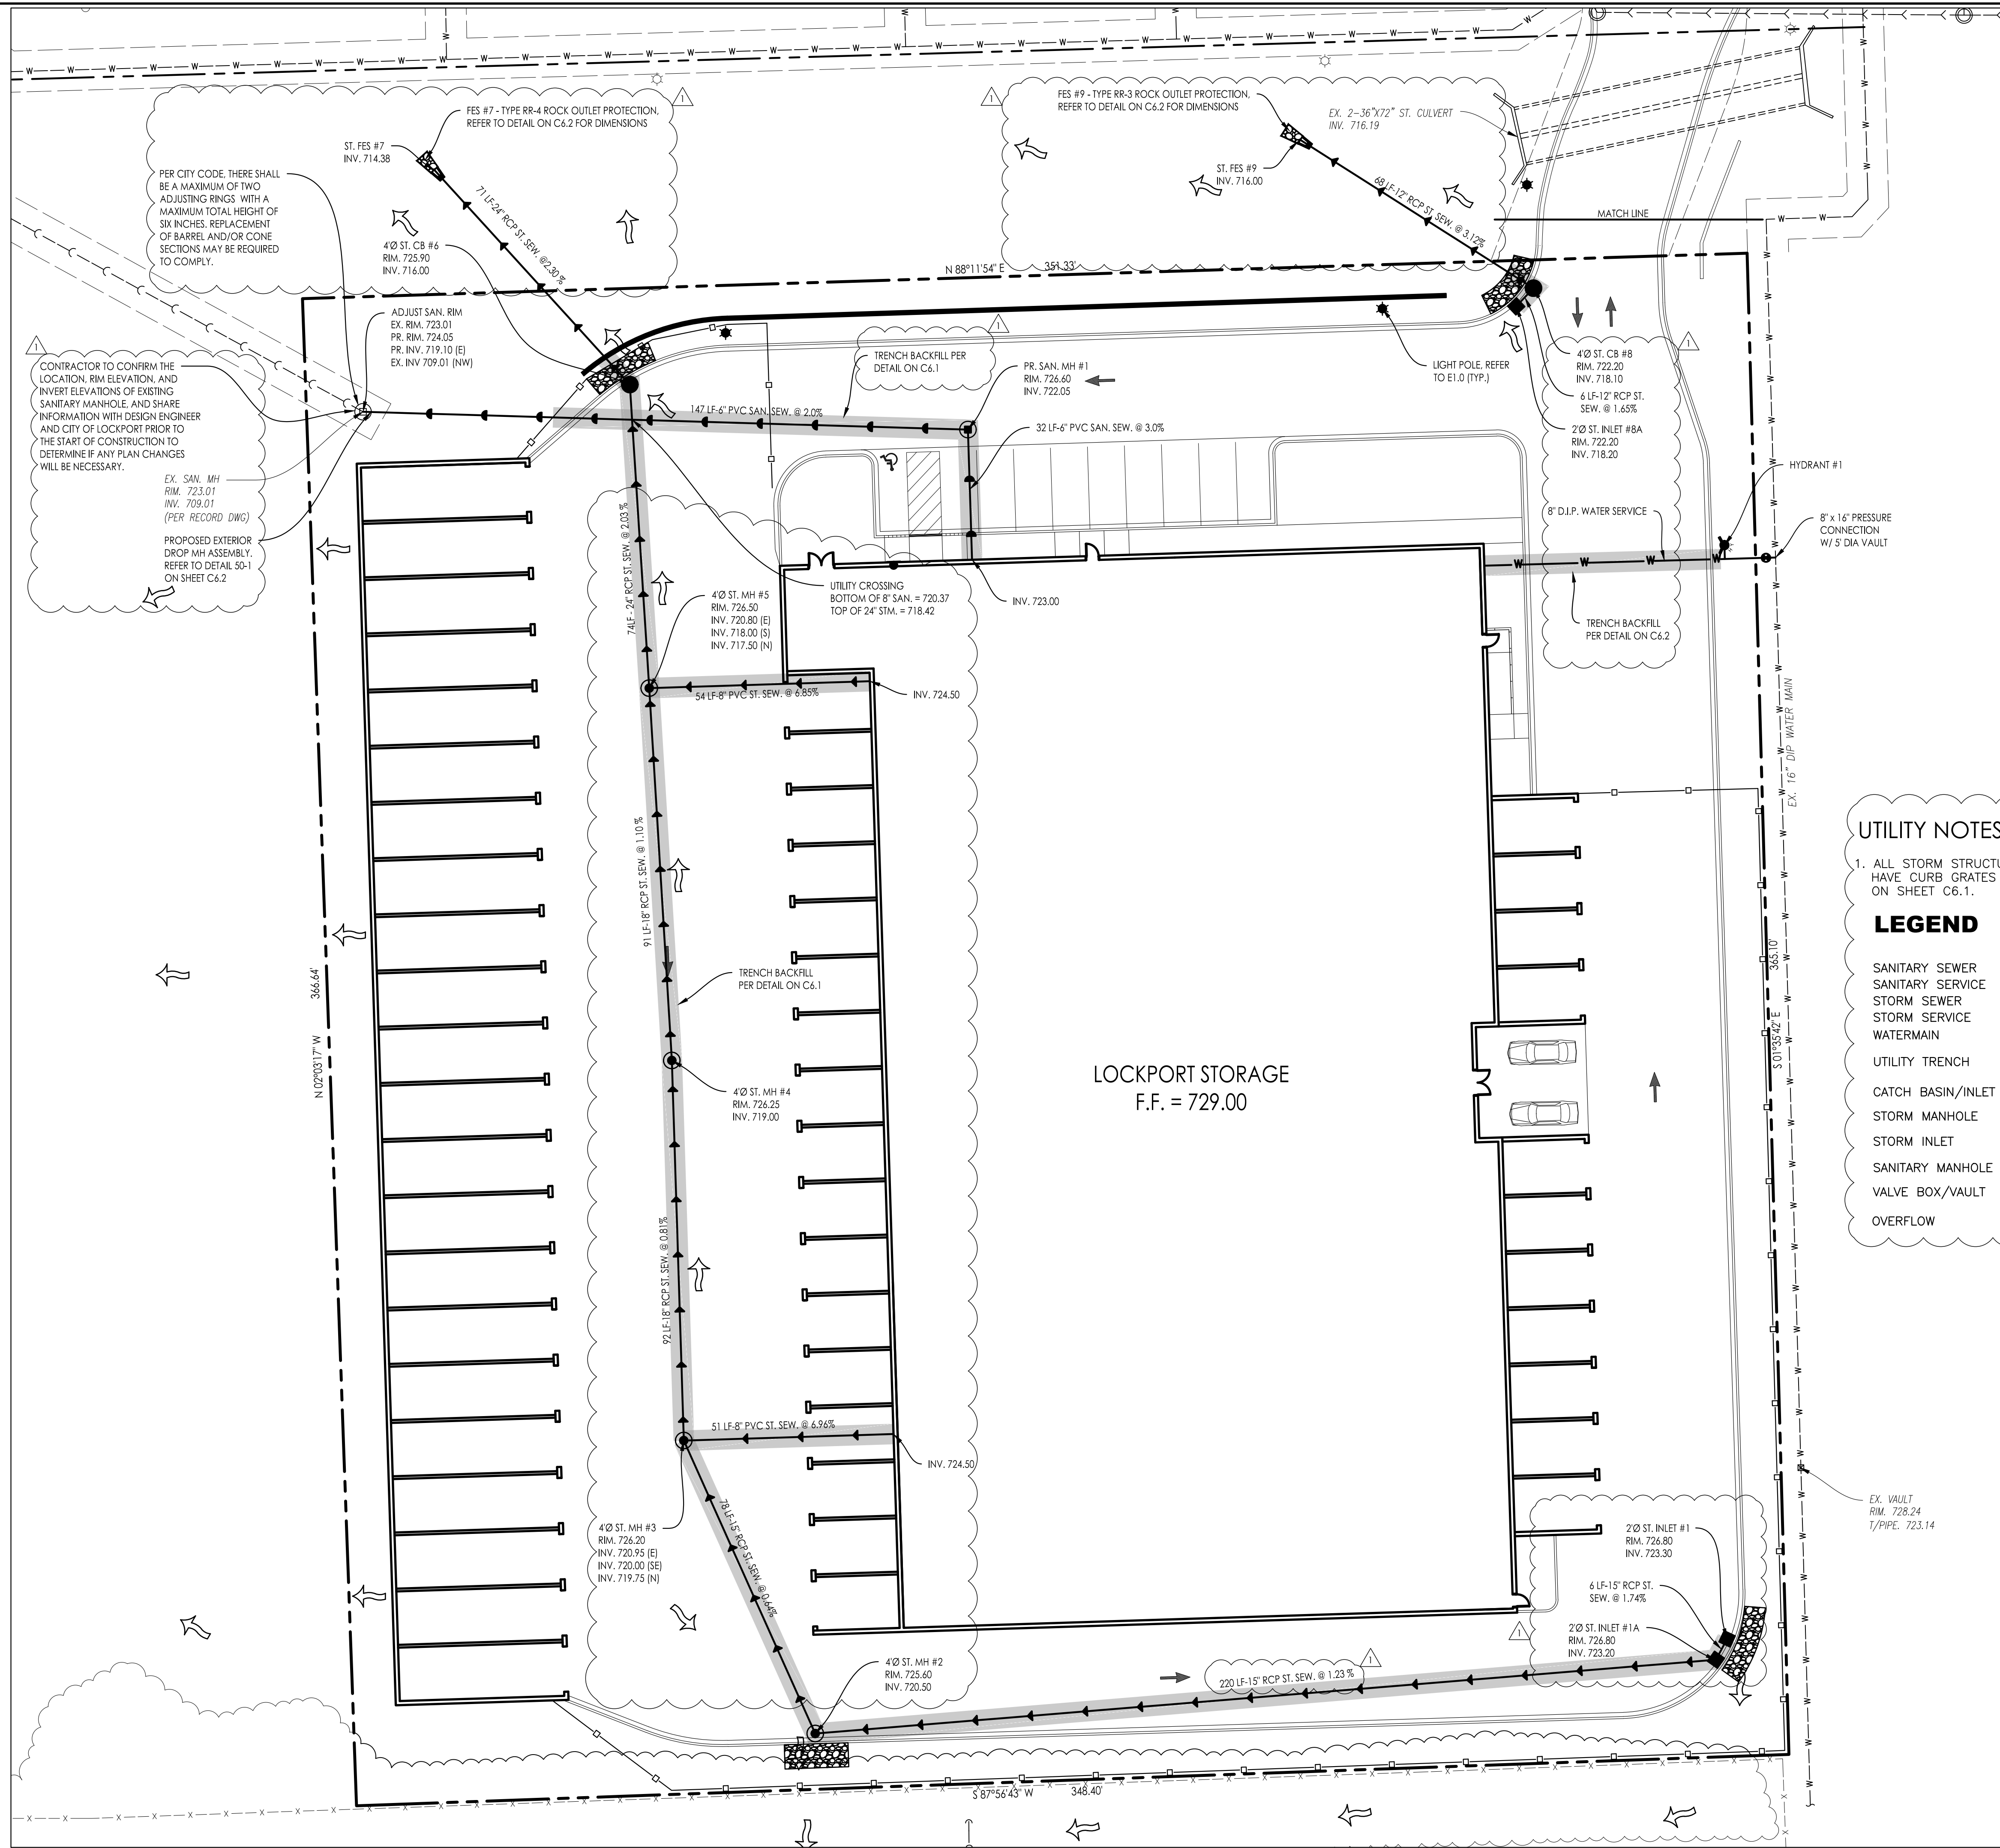 FES #7 - TYPE RR-4 ROCK OUTLET PROTECTION,
REFER TO DETAIL ON C6.2 FOR DIMENSIONS
1
ST. FES #7
INV. 714.38
PER CITY CODE, THERE SHALL
BE A MAXIMUM OF TWO
ADJUSTING RINGS WITH A
MAXIMUM TOTAL HEIGHT OF
SIX INCHES. REPLACEMENT
OF BARREL AND/OR CONE
SECTIONS MAY BE REQUIRED
TO COMPLY.
71 LF-24" RCP ST. SEW. @2.30 %
4'Ø ST. CB #6
RIM. 725.90
INV. 716.00
1
FES #9 - TYPE RR-3 ROCK OUTLET PROTECTION,
REFER TO DETAIL ON C6.2 FOR DIMENSIONS
EX. 2-36"X72" ST. CULVERT
INV. 716.19
ST. FES #9
INV. 716.00
68 LF-12" RCP ST. SEW. @ 3.12%
MATCH LINE
N 88°11'54" E 351.33'
ADJUST SAN. RIM
EX. RIM. 723.01
PR. RIM. 724.05
PR. INV. 719.10 (E)
EX. INV 709.01 (NW)
1
CONTRACTOR TO CONFIRM THE
LOCATION, RIM ELEVATION, AND
INVERT ELEVATIONS OF EXISTING
SANITARY MANHOLE, AND SHARE
INFORMATION WITH DESIGN ENGINEER
AND CITY OF LOCKPORT PRIOR TO
THE START OF CONSTRUCTION TO
DETERMINE IF ANY PLAN CHANGES
WILL BE NECESSARY.
EX. SAN. MH
RIM. 723.01
INV. 709.01
(PER RECORD DWG)
PROPOSED EXTERIOR
DROP MH ASSEMBLY.
REFER TO DETAIL 50-1
ON SHEET C6.2
1
TRENCH BACKFILL PER
DETAIL ON C6.1
PR. SAN. MH #1
RIM. 726.60
INV. 722.05
147 LF-6" PVC SAN. SEW. @ 2.0%
32 LF-6" PVC SAN. SEW. @ 3.0%
LIGHT POLE, REFER
TO E1.0 (TYP.)
1
4'Ø ST. CB #8
RIM. 722.20
INV. 718.10
6 LF-12" RCP ST.
SEW. @ 1.65%
2'Ø ST. INLET #8A
RIM. 722.20
INV. 718.20
HYDRANT #1
8" D.I.P. WATER SERVICE
8" x 16" PRESSURE
CONNECTION
W/ 5' DIA VAULT
TRENCH BACKFILL
PER DETAIL ON C6.2
74LF - 24" RCP ST. SEW. @ 2.03 %
UTILITY CROSSING
BOTTOM OF 8" SAN. = 720.37
TOP OF 24" STM. = 718.42
INV. 723.00
4'Ø ST. MH #5
RIM. 726.50
INV. 720.80 (E)
INV. 718.00 (S)
INV. 717.50 (N)
54 LF-8" PVC ST. SEW. @ 6.85%
INV. 724.50
EX. 16" DIP WATER MAIN
91 LF-18" RCP ST. SEW. @ 1.10 %
TRENCH BACKFILL
PER DETAIL ON C6.1
366.64'
N 02°03'17" W
365.10'
S 01°35'42" E
4'Ø ST. MH #4
RIM. 726.25
INV. 719.00
LOCKPORT STORAGE
F.F. = 729.00
UTILITY NOTES
1. ALL STORM STRUCTU
HAVE CURB GRATES
ON SHEET C6.1.
LEGEND
SANITARY SEWER
SANITARY SERVICE
STORM SEWER
STORM SERVICE
WATERMAIN
UTILITY TRENCH
CATCH BASIN/INLET
STORM MANHOLE
STORM INLET
SANITARY MANHOLE
VALVE BOX/VAULT
OVERFLOW
92 LF-18" RCP ST. SEW. @ 0.81%
51 LF-8" PVC ST. SEW. @ 6.96%
INV. 724.50
4'Ø ST. MH #3
RIM. 726.20
INV. 720.95 (E)
INV. 720.00 (SE)
INV. 719.75 (N)
78 LF-15" RCP ST. SEW. @ 0.64%
EX. VAULT
RIM. 728.24
T/PIPE. 723.14
2'Ø ST. INLET #1
RIM. 726.80
INV. 723.30
6 LF-15" RCP ST.
SEW. @ 1.74%
2'Ø ST. INLET #1A
RIM. 726.80
INV. 723.20
1
4'Ø ST. MH #2
RIM. 725.60
INV. 720.50
220 LF-15" RCP ST. SEW. @ 1.23 %
1
S 87°56'43" W 348.40'